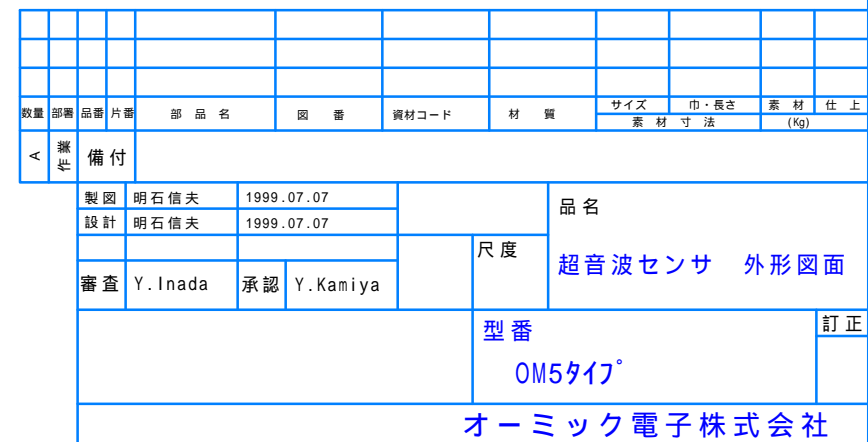 数量 部署 品番 片番 部 品 名 図 番 資材コード 材 質 サイズ 巾・長さ 素 材 仕 上
素 材 寸 法 (Kg)
A 作業 備付
製図 明石信夫 1999.07.07
設計 明石信夫 1999.07.07
品名
尺度
超音波センサ 外形図面
審査 Y.Inada 承認 Y.Kamiya
型番 訂正
OM5ﾀｲﾌﾟ
オーミック電子株式会社